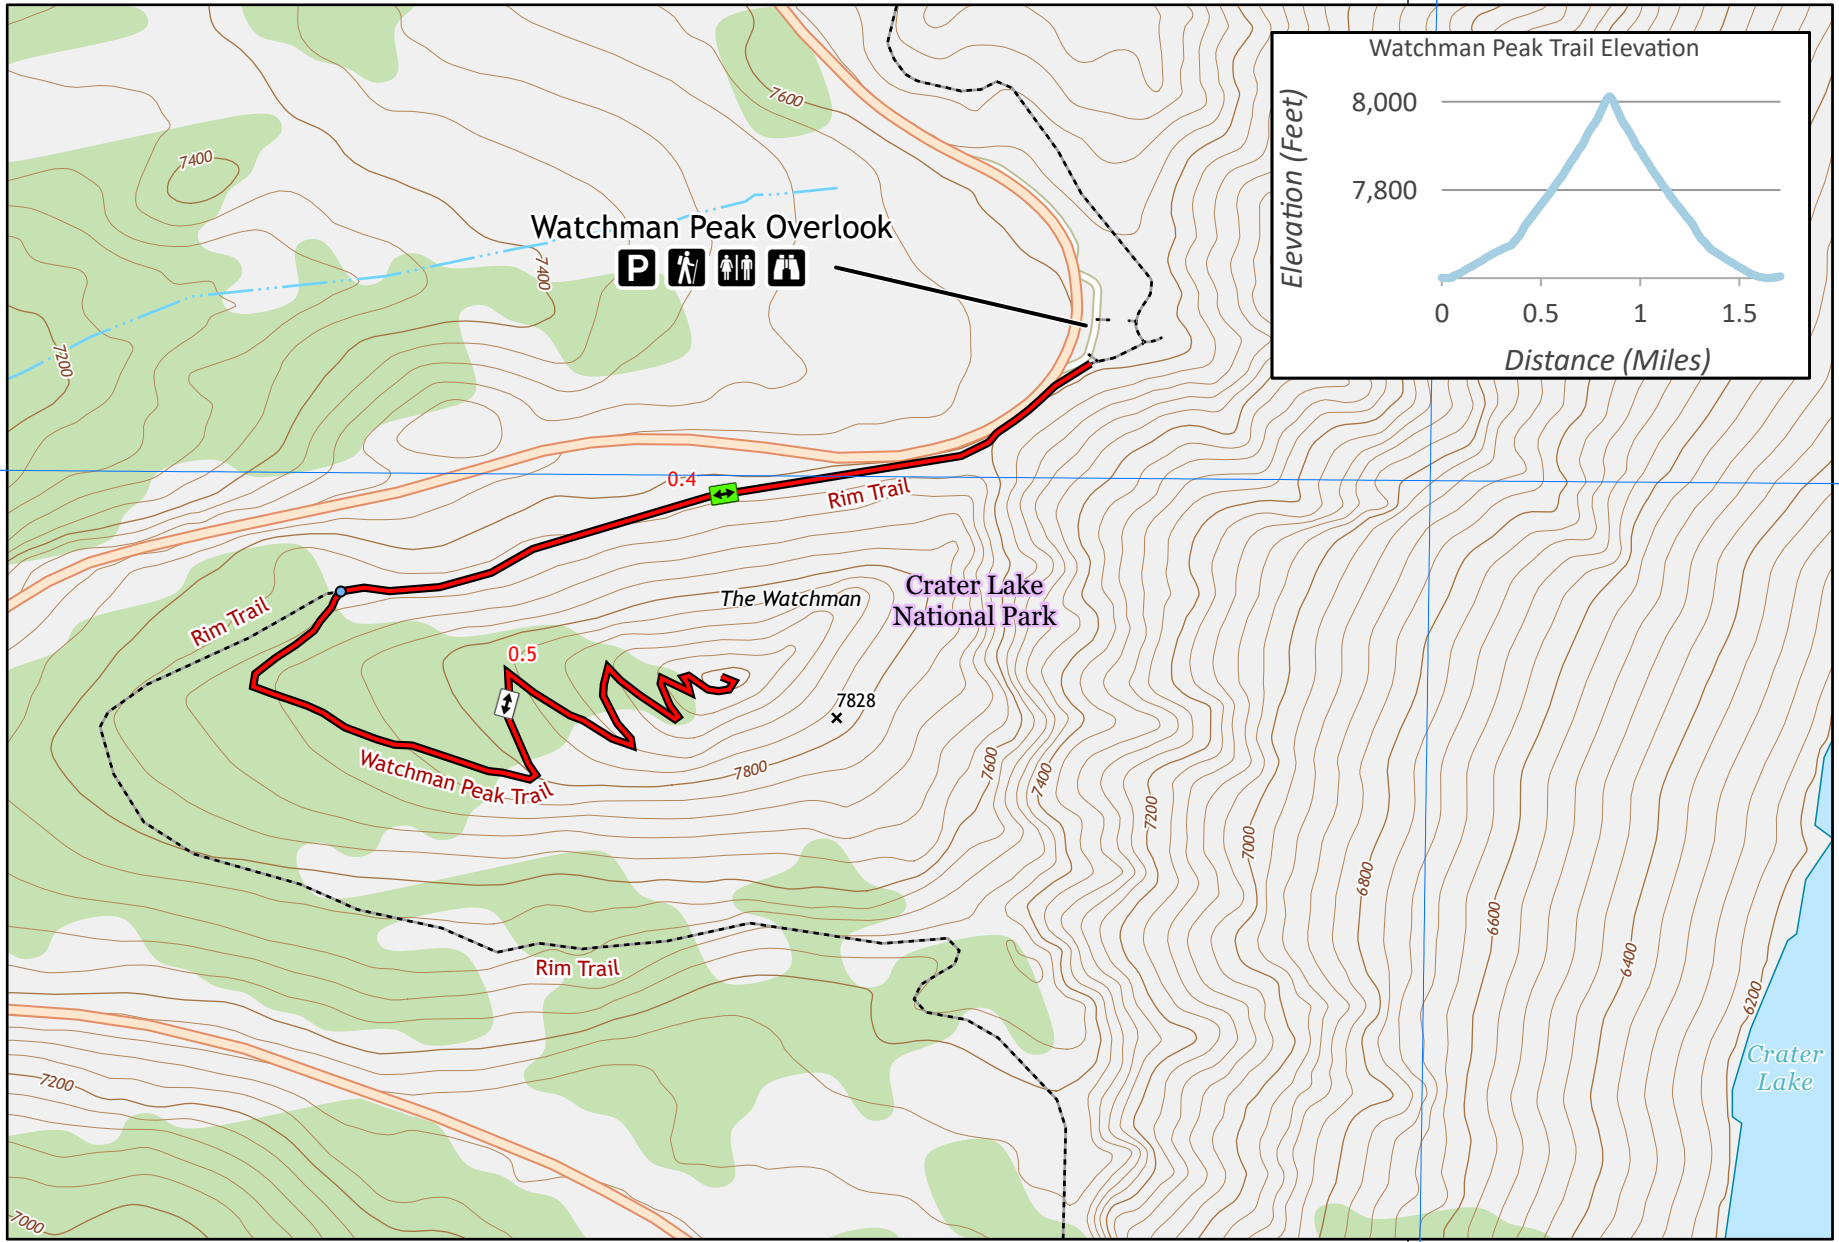 Watchman Peak Trail Elevation
8,000
7,800
Elevation (Feet)
0
0.5
1
1.5
Distance (Miles)
7600
7400
Watchman Peak Overlook
P
7400
7200
0.4
Rim Trail
Crater Lake
National Park
The Watchman
Rim Trail
0.5
7828
Watchman Peak Trail
7800
7600
7400
7200
7000
6800
6600
6400
6200
Rim Trail
Crater
Lake
7200
7000